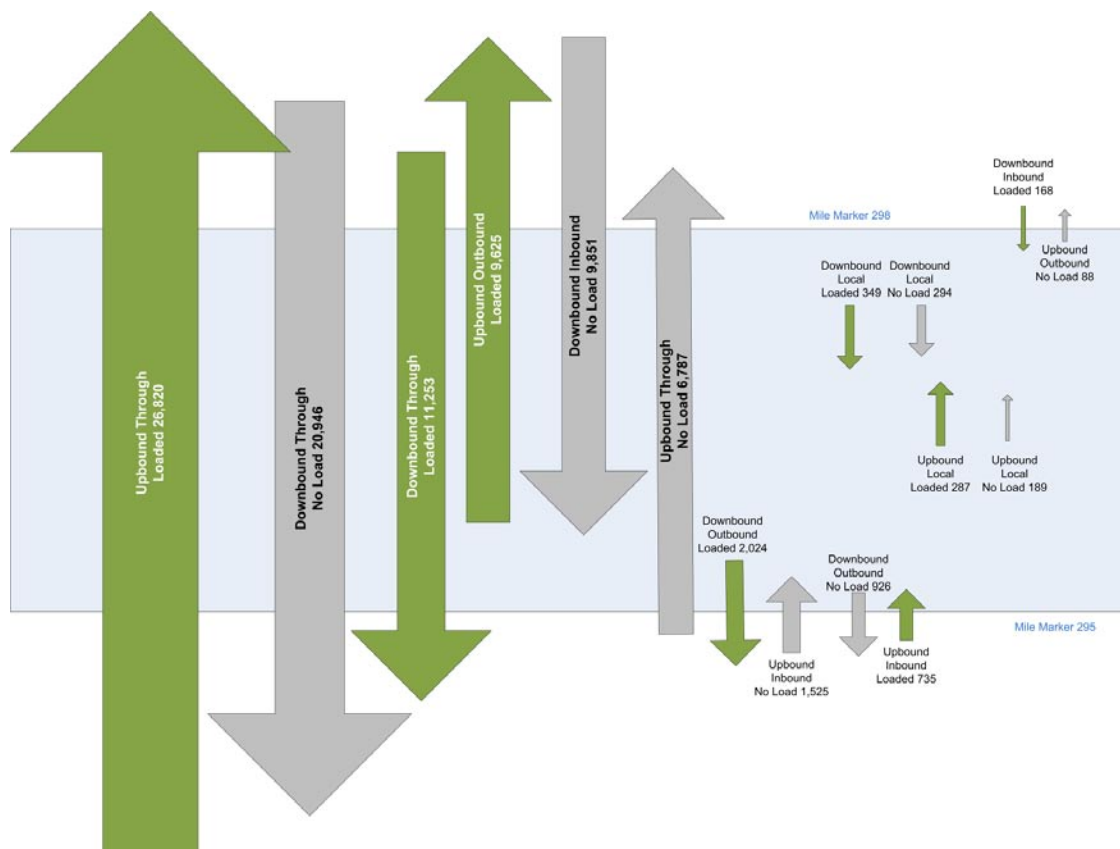 Upbound Through
Loaded 26,820
Downbound Through
No Load 20,946
Downbound Through
Loaded 11,253
Upbound Outbound
Loaded 9,625
Downbound Inbound
No Load 9,851
Upbound Through
No Load 6,787
Downbound
Inbound
Loaded 168
Mile Marker 298
Upbound
Outbound
No Load 88
Downbound
Local
Loaded 349
Downbound
Local
No Load 294
Upbound
Local
Loaded 287
Upbound
Local
No Load 189
Downbound
Outbound
Loaded 2,024
Downbound
Outbound
No Load 926
Mile Marker 295
Upbound
Inbound
No Load 1,525
Upbound
Inbound
Loaded 735